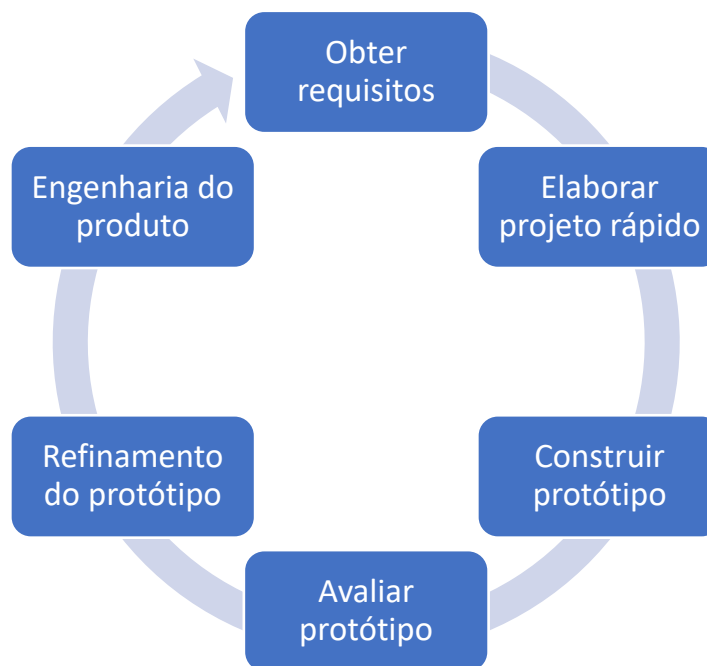 Obter
requisitos
Elaborar
projeto rápido
Construir
protótipo
Avaliar
protótipo
Refinamento
do protótipo
Engenharia do
produto